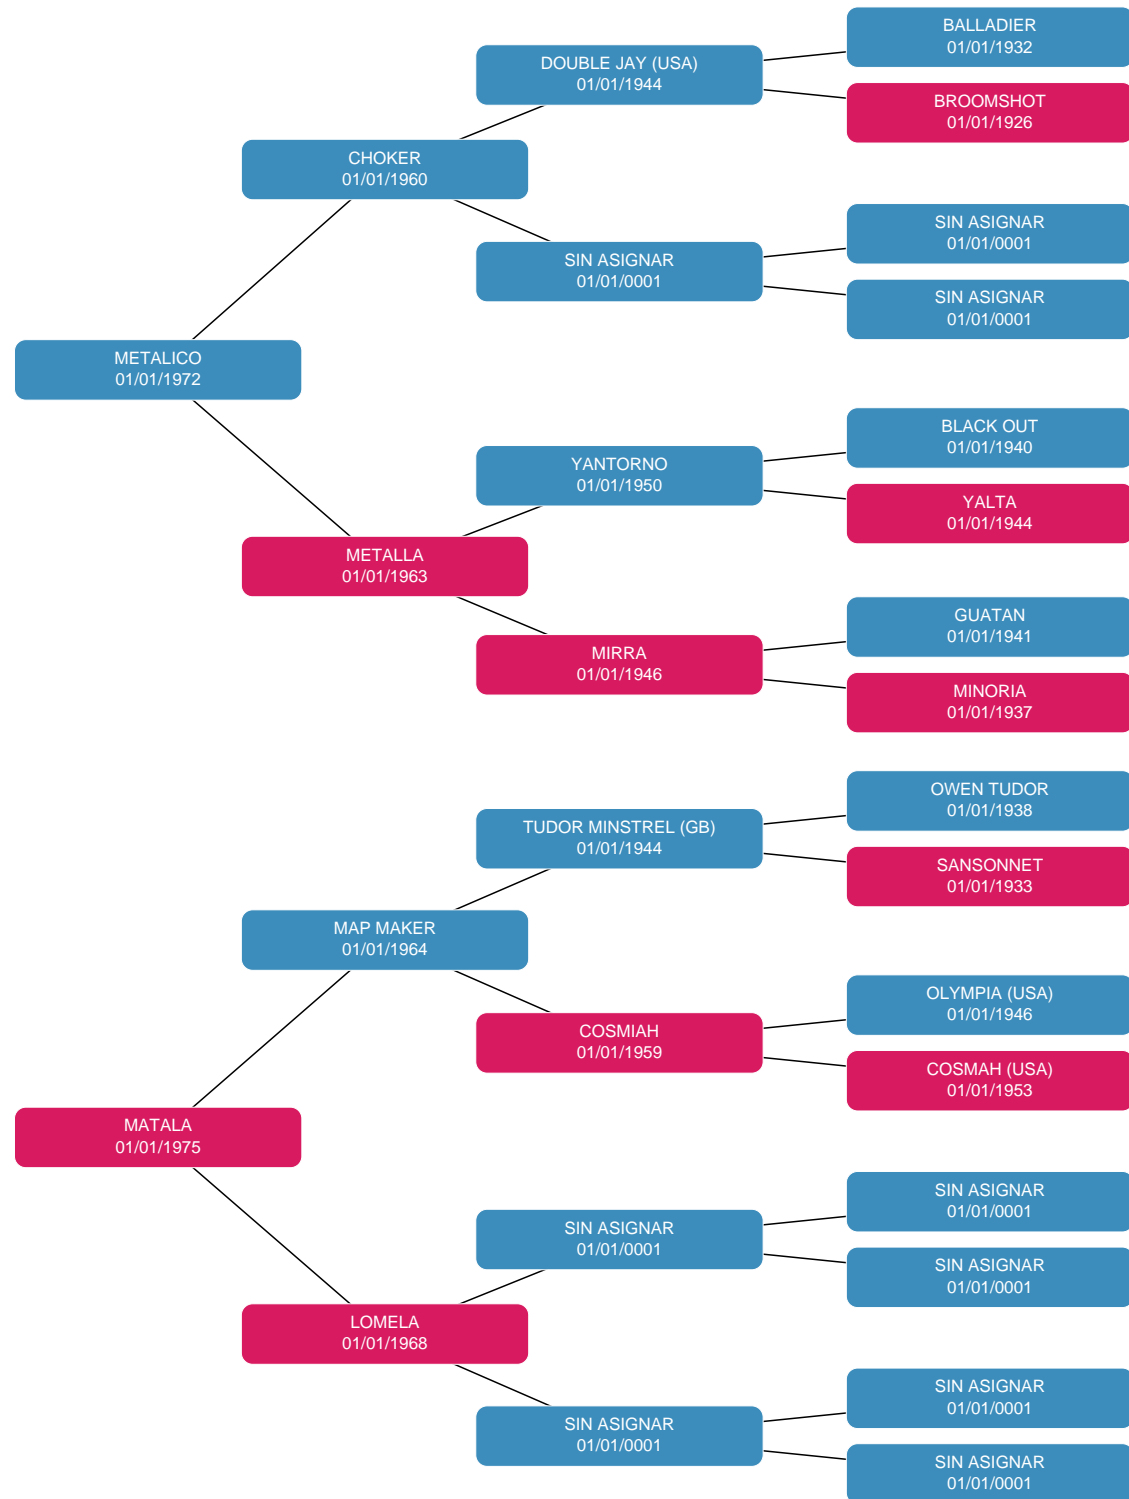 BALLADIER
01/01/1932
DOUBLE JAY (USA)
01/01/1944
BROOMSHOT
01/01/1926
CHOKER
01/01/1960
SIN ASIGNAR
01/01/0001
SIN ASIGNAR
01/01/0001
SIN ASIGNAR
01/01/0001
METALICO
01/01/1972
BLACK OUT
01/01/1940
YANTORNO
01/01/1950
YALTA
01/01/1944
METALLA
01/01/1963
GUATAN
01/01/1941
MIRRA
01/01/1946
MINORIA
01/01/1937
OWEN TUDOR
01/01/1938
TUDOR MINSTREL (GB)
01/01/1944
SANSONNET
01/01/1933
MAP MAKER
01/01/1964
OLYMPIA (USA)
01/01/1946
COSMIAH
01/01/1959
COSMAH (USA)
01/01/1953
MATALA
01/01/1975
SIN ASIGNAR
01/01/0001
SIN ASIGNAR
01/01/0001
SIN ASIGNAR
01/01/0001
LOMELA
01/01/1968
SIN ASIGNAR
01/01/0001
SIN ASIGNAR
01/01/0001
SIN ASIGNAR
01/01/0001